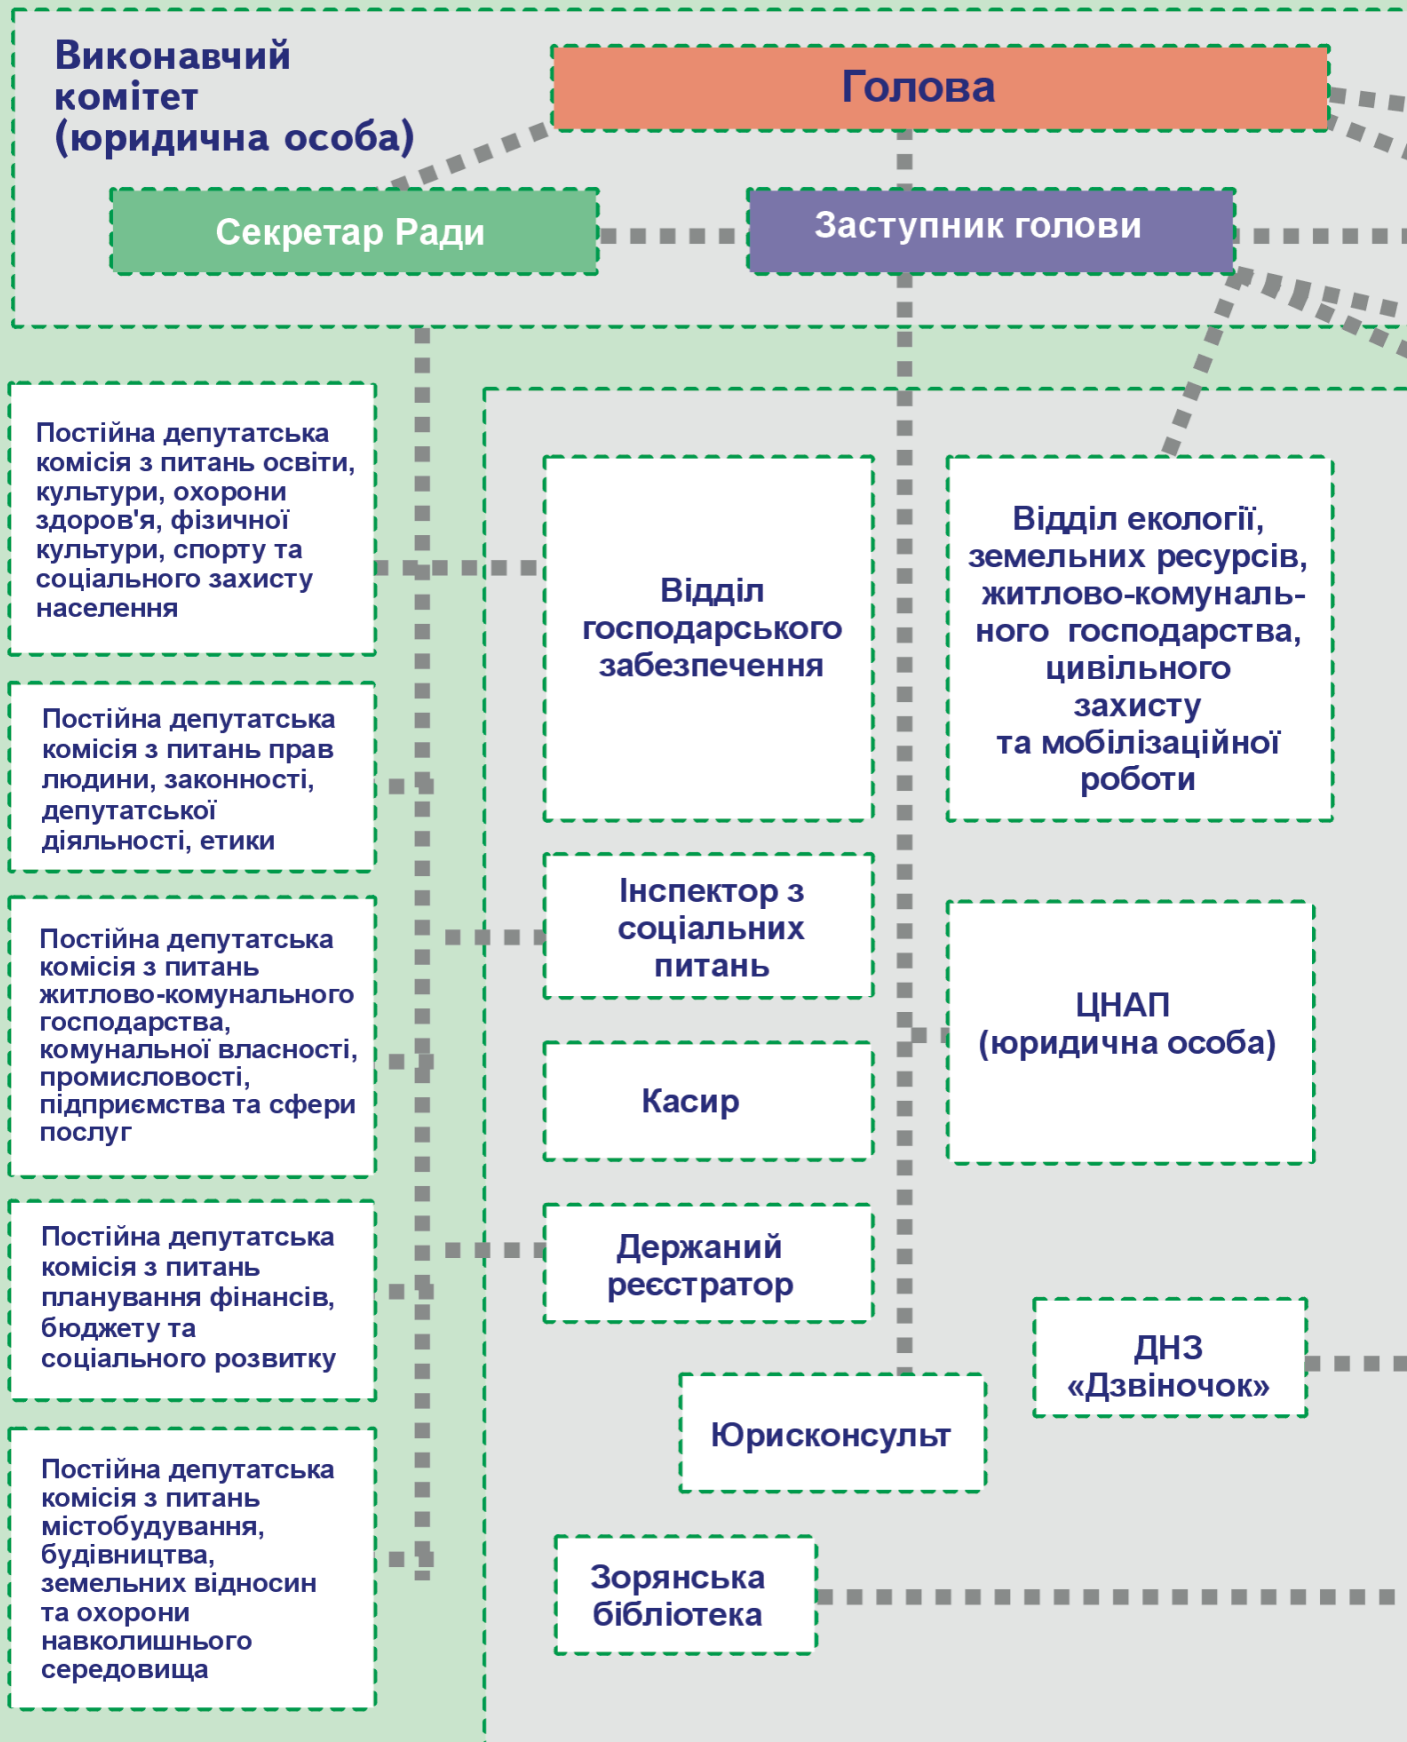 Виконавчий
комітет
(юридична особа)
Голова
Секретар Ради
Заступник голови
Постійна депутатська
комісія з питань освіти,
культури, охорони
здоров'я, фізичної
культури, спорту та
соціального захисту
населення
Постійна депутатська
комісія з питань прав
людини, законності,
депутатської
діяльності, етики
Постійна депутатська
комісія з питань
житлово-комунального
господарства,
комунальної власності,
промисловості,
підприємства та сфери
послуг
Постійна депутатська
комісія з питань
планування фінансів,
бюджету та
соціального розвитку
Постійна депутатська
комісія з питань
містобудування,
будівництва,
земельних відносин
та охорони
навколишнього
середовища
Відділ
господарського
забезпечення
Інспектор з
соціальних
питань
Касир
Держаний
реєстратор
Юрисконсульт
Зорянська
бібліотека
Відділ екології,
земельних ресурсів,
житлово-комуналь-
ного господарства,
цивільного
захисту
та мобілізаційної
роботи
ЦНАП
(юридична особа)
ДНЗ
«Дзвіночок»